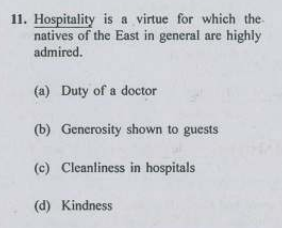 11. Hospitality is a virtue for which the
natives of the East in general are highly
admired.
(a) Duty of a doctor
(b) Generosity shown to guests
(c) Cleanliness in hospitals
(d) Kindness